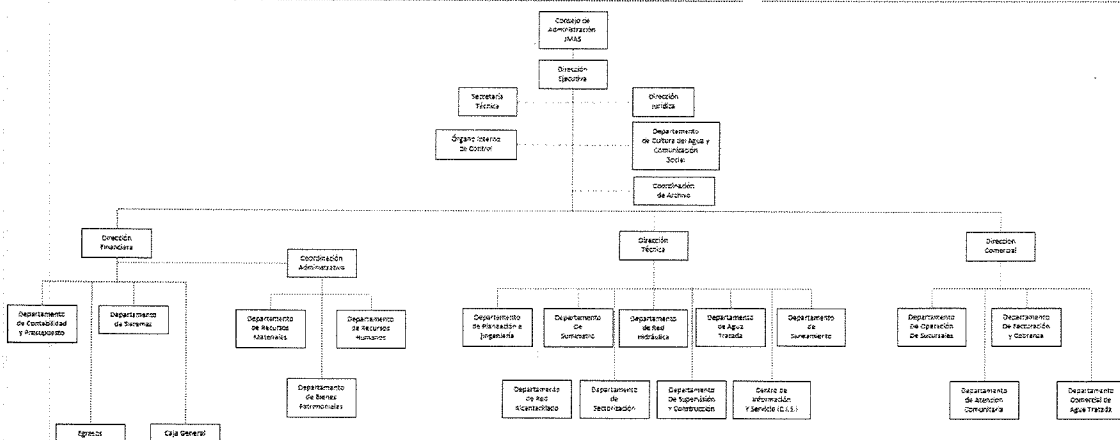 Consejo de
Administración
JMAS
Dirección
Ejecutiva
Secretaría
Técnica
Dirección
Jurídica
Órgano Interno
de Control
Departamento
de Cultura del Agua y
Comunicación
Social
Coordinación
de Archivo
Dirección
Financiera
Coordinación
Administrativa
Dirección
Técnica
Dirección
Comercial
Departamento
de Contabilidad
y Presupuesto
Departamento
de Sistemas
Departamento
de Recursos
Materiales
Departamento
de Recursos
Humanos
Departamento
de Planeación e
Ingeniería
Departamento
De
Suministro
Departamento
de Red
Hidráulica
Departamento
de Agua
Tratada
Departamento
de
Saneamiento
Departamento
De Operación
De Sucursales
Departamento
De Facturación
y Cobranza
Departamento
de Bienes
Patrimoniales
Departamento
de Red
Alcantarillado
Departamento
de
Sectorización
Departamento
De Supervisión
y Construcción
Centro de
Información
Y Servicio (C.I.S.)
Departamento
de Atención
Comunitaria
Departamento
Comercial de
Agua Tratada
Egresos
Caja General